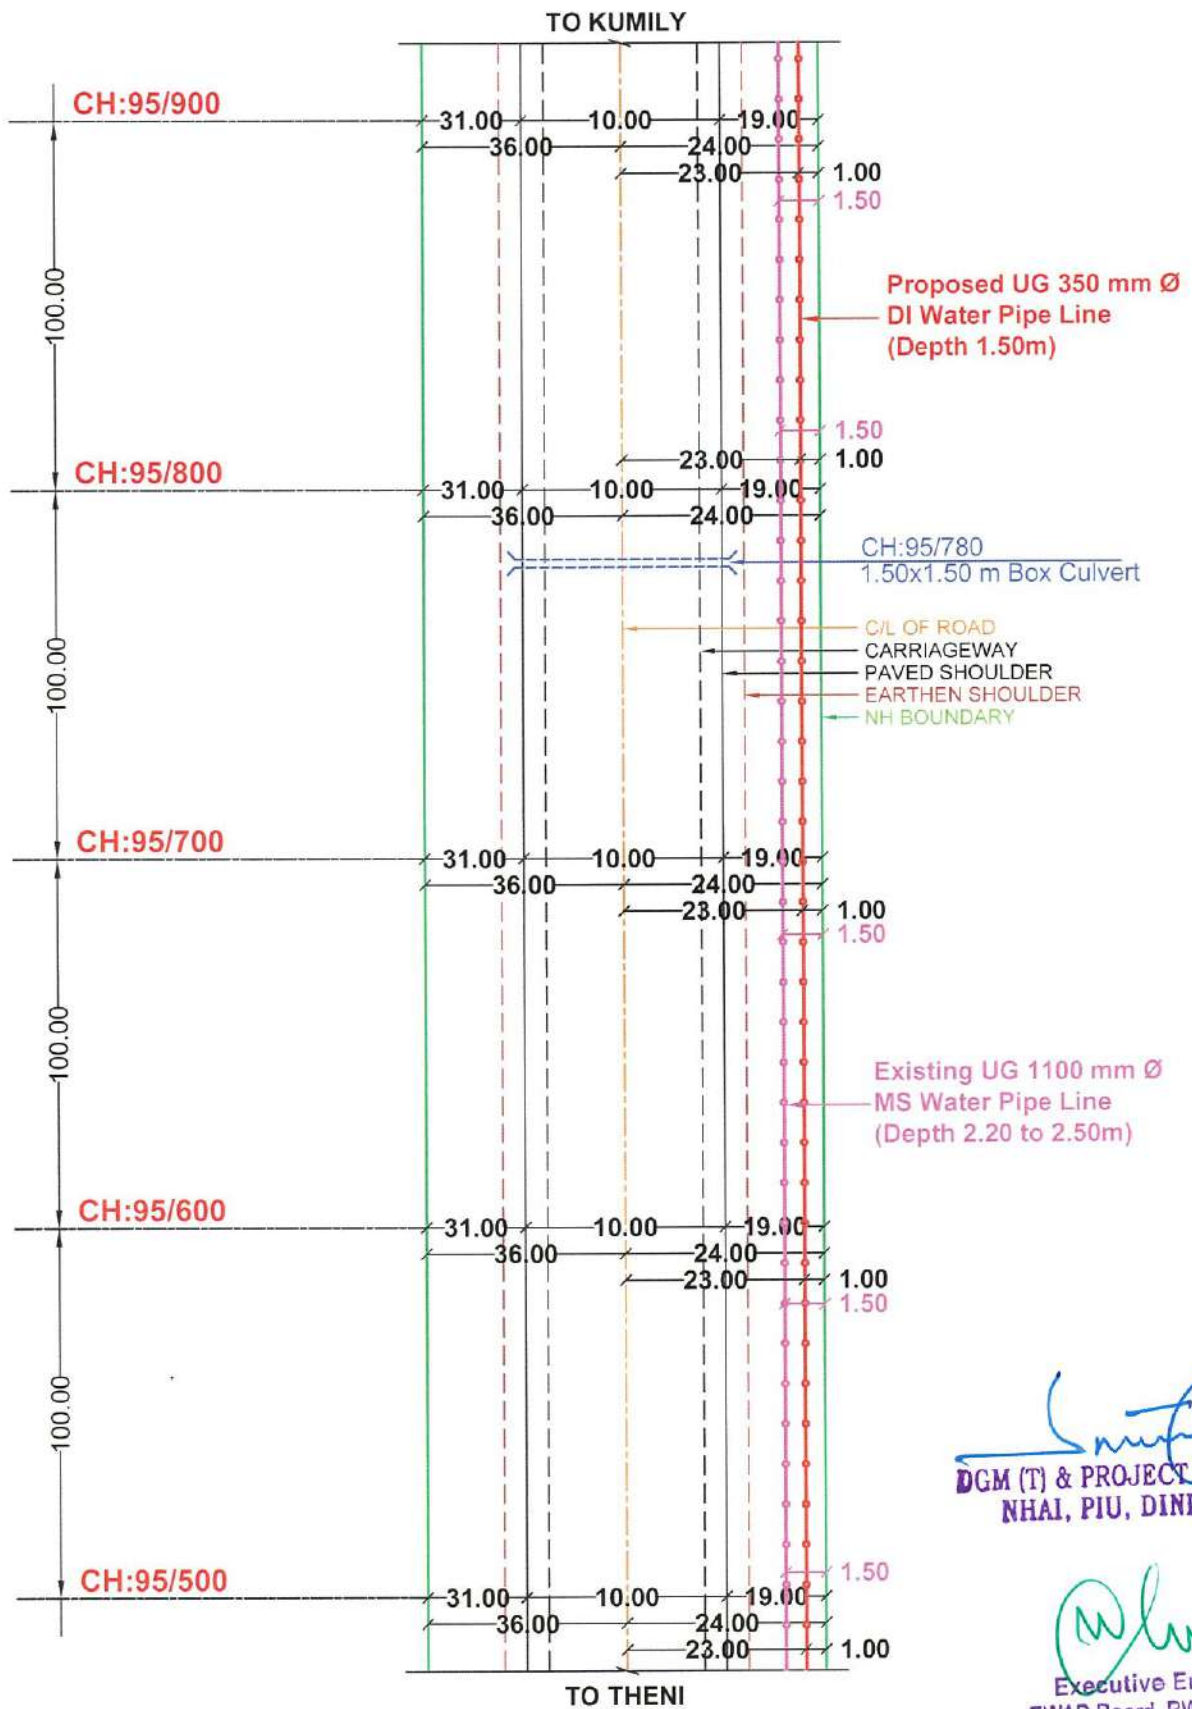 TO KUMILY
CH:95/900
31.00 10.00 19.00
36.00 24.00
23.00 1.00
1.50
100.00
Proposed UG 350 mm Ø
DI Water Pipe Line
(Depth 1.50m)
1.50
23.00 1.00
CH:95/800
31.00 10.00 19.00
36.00 24.00
CH:95/780
1.50x1.50 m Box Culvert
C/L OF ROAD
CARRIAGEWAY
PAVED SHOULDER
EARTHEN SHOULDER
NH BOUNDARY
100.00
CH:95/700
31.00 10.00 19.00
36.00 24.00
23.00 1.00
1.50
100.00
Existing UG 1100 mm Ø
MS Water Pipe Line
(Depth 2.20 to 2.50m)
CH:95/600
31.00 10.00 19.00
36.00 24.00
23.00 1.00
1.50
100.00
DGM (T) & PROJECT
NHAI, PIU, DIN
1.50
CH:95/500
31.00 10.00 19.00
36.00 24.00
23.00 1.00
Executive
TO THENI